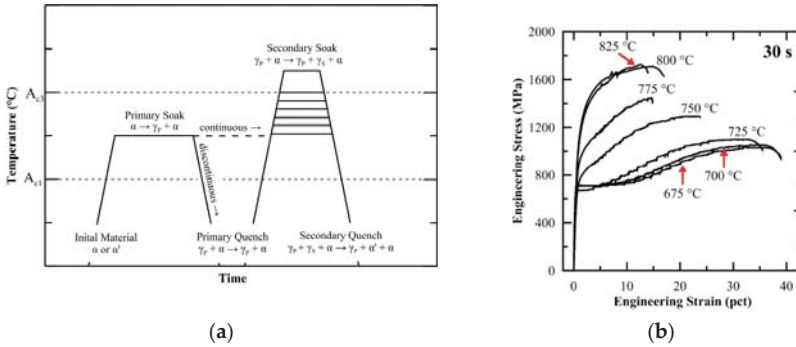 Temperature (°C)
Ac3
Ac1
Secondary Soak
γP + α → γP + γS + α
Primary Soak
α → γP + α
continuous →
discontinuous →
Inital Material
α or α'
Primary Quench
γP + α → γP + α
Secondary Quench
γP + γS + α → γP + α' + α
Time
(a)
Engineering Stress (MPa)
2000
1600
1200
800
400
0
30 s
825 °C
800 °C
775 °C
750 °C
725 °C
700 °C
675 °C
0 10 20 30 40
Engineering Strain (pct)
(b)